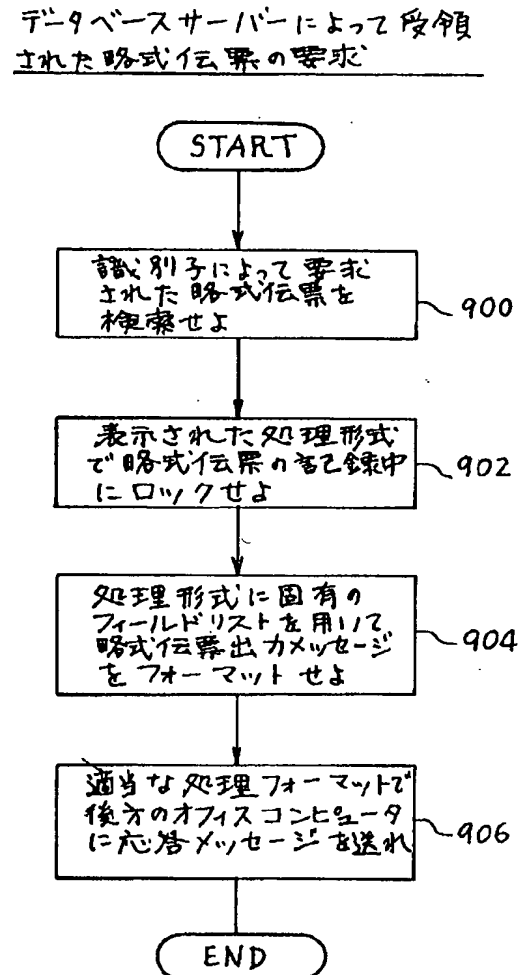 データベースサーバーによって受領
された略式伝票の要求
START
識別子によって要求
された略式伝票を
検索せよ
900
表示された処理形式
で略式伝票の記録中
にロックせよ
902
処理形式に固有の
フィールドリストを用いて
略式伝票出力メッセージ
をフォーマットせよ
904
適当な処理フォーマットで
後方のオフィスコンピュータ
に応答メッセージを送れ
906
END